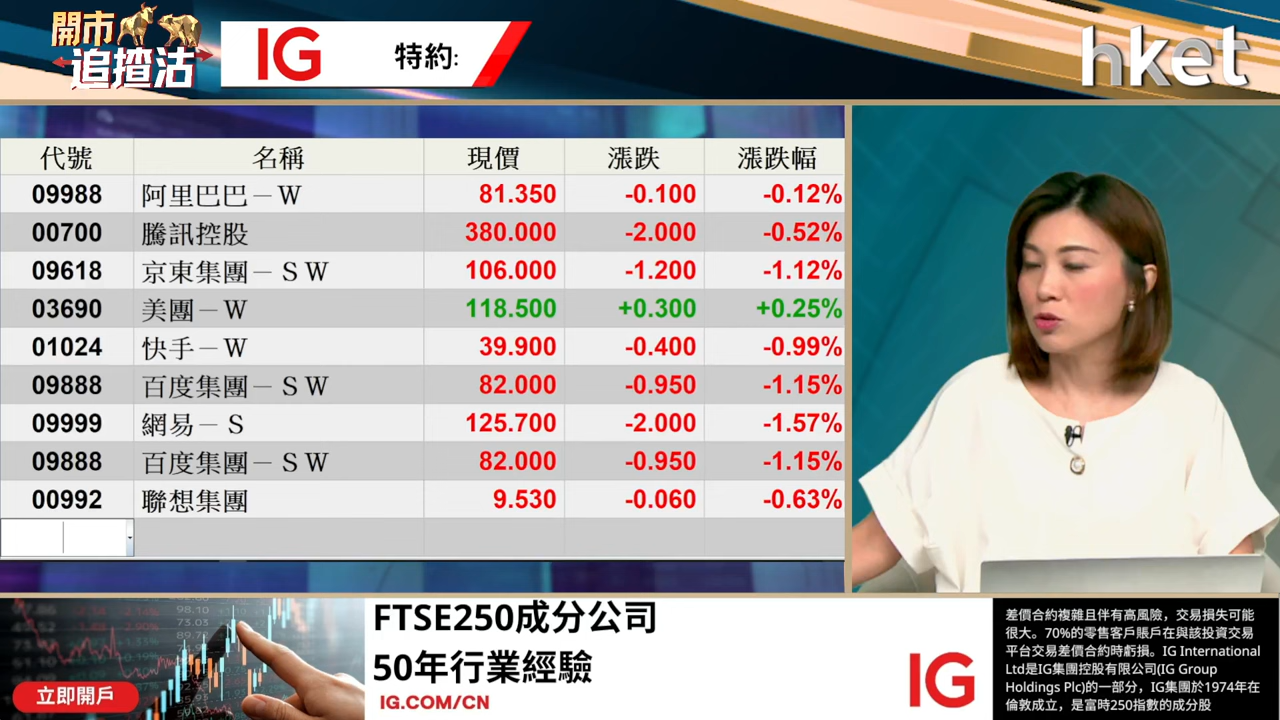 開市
追揸沽
IG 特約:
hket
代號 名稱 現價 漲跌 漲跌幅
09988 阿里巴巴－Ｗ 81.350 -0.100 -0.12%
00700 騰訊控股 380.000 -2.000 -0.52%
09618 京東集團－ＳＷ 106.000 -1.200 -1.12%
03690 美團－Ｗ 118.500 +0.300 +0.25%
01024 快手－Ｗ 39.900 -0.400 -0.99%
09888 百度集團－ＳＷ 82.000 -0.950 -1.15%
09999 網易－Ｓ 125.700 -2.000 -1.57%
09888 百度集團－ＳＷ 82.000 -0.950 -1.15%
00992 聯想集團 9.530 -0.060 -0.63%
立即開戶
FTSE250成分公司
50年行業經驗
IG.COM/CN
IG
差價合約複雜且伴有高風險，交易損失可能
很大。70%的零售客戶賬戶在與該投資交易
平台交易差價合約時虧損。IG International
Ltd是IG集團控股有限公司(IG Group
Holdings Plc)的一部分，IG集團於1974年在
倫敦成立，是富時250指數的成分股